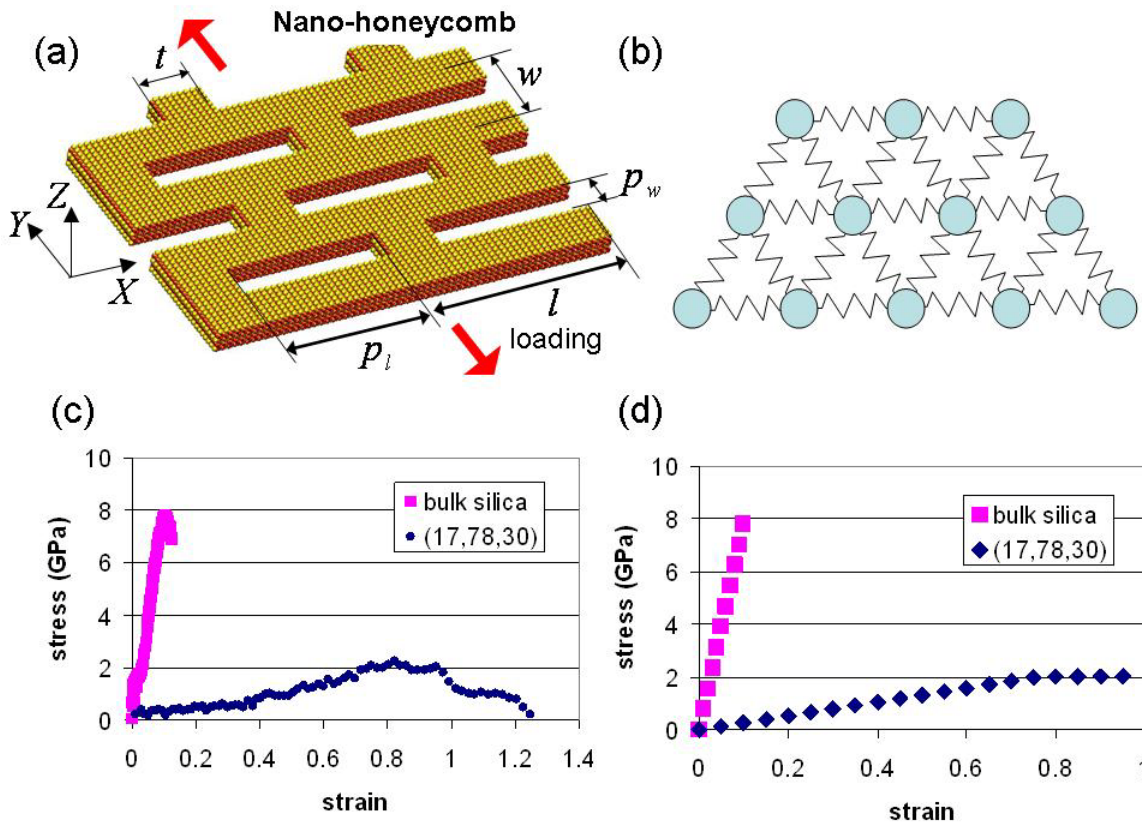 Nano-honeycomb
(a)
t
w
p_w
Z
Y
X
l
loading
p_l
(b)
(c)
10
8
6
4
2
0
stress (GPa)
bulk silica
(17,78,30)
0 0.2 0.4 0.6 0.8 1 1.2 1.4
strain
(d)
10
8
6
4
2
0
stress (GPa)
bulk silica
(17,78,30)
0 0.2 0.4 0.6 0.8 1
strain